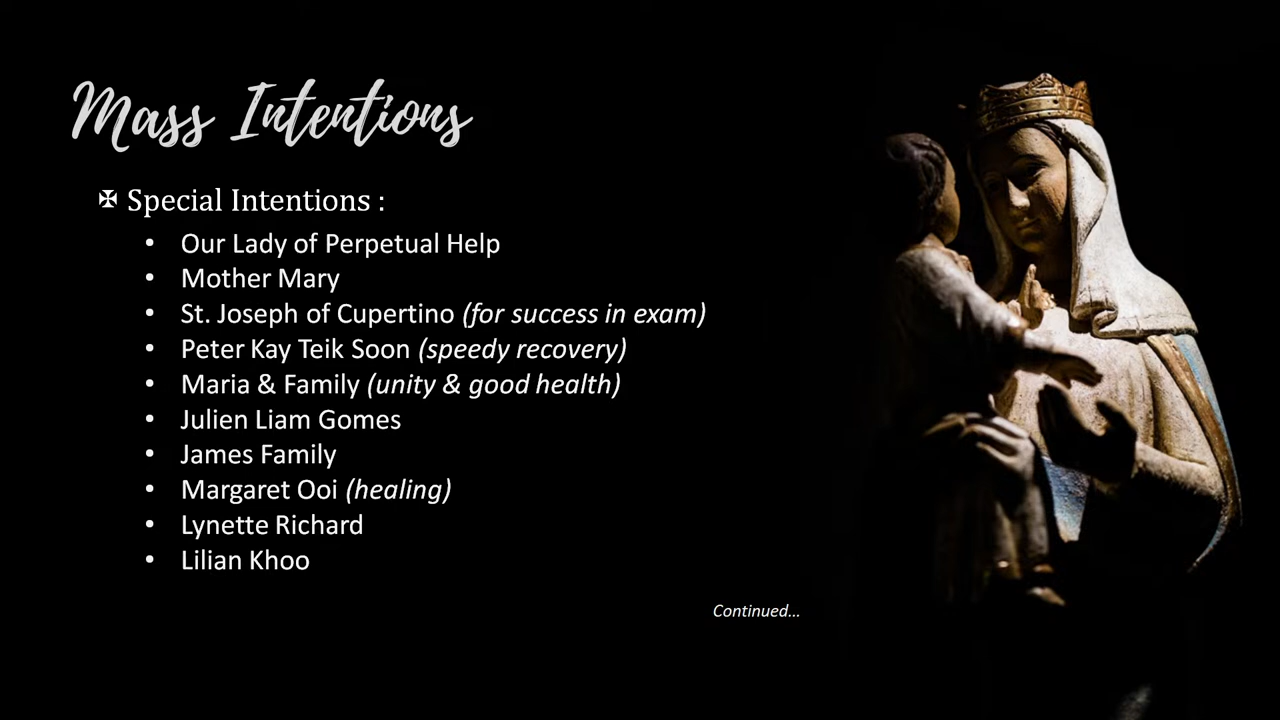 Mass Intentions
✠ Special Intentions :
• Our Lady of Perpetual Help
• Mother Mary
• St. Joseph of Cupertino (for success in exam)
• Peter Kay Teik Soon (speedy recovery)
• Maria & Family (unity & good health)
• Julien Liam Gomes
• James Family
• Margaret Ooi (healing)
• Lynette Richard
• Lilian Khoo
Continued...